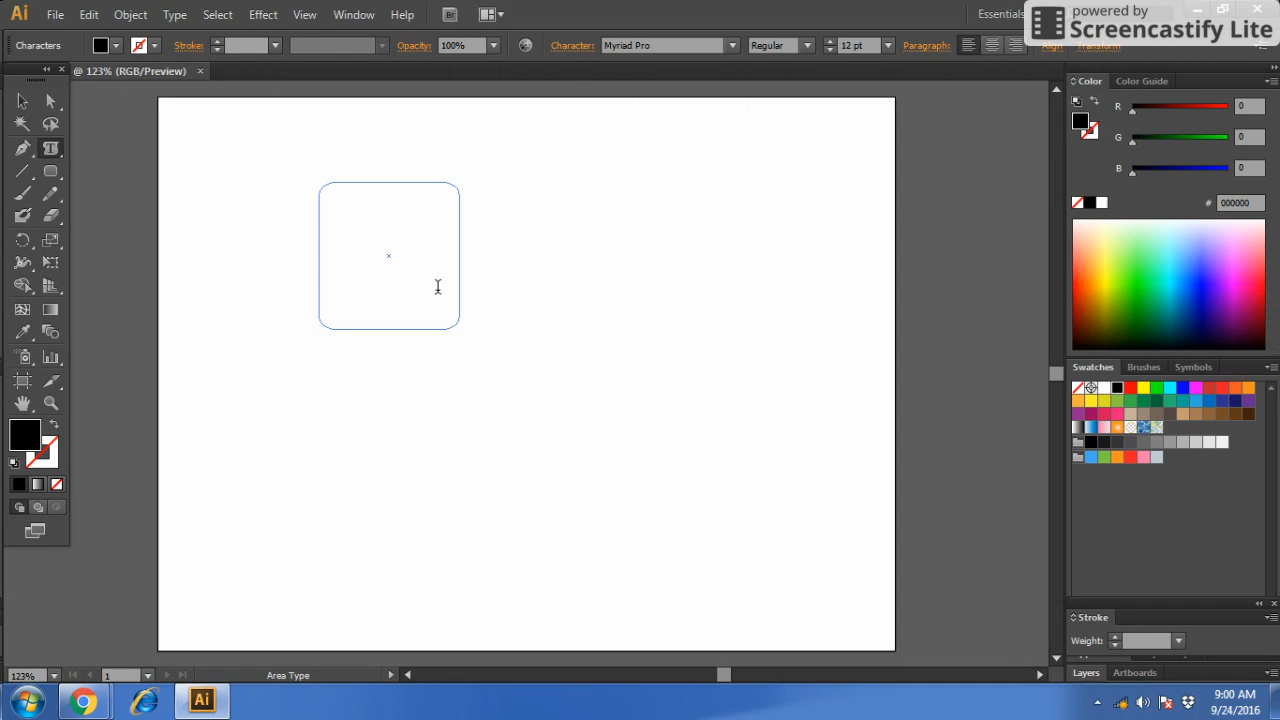 Ai File Edit Object Type Select Effect View Window Help Br Essentials
powered by
Screencastify Lite
Characters Stroke: Opacity: 100% Character: Myriad Pro Regular 12 pt Paragraph: Align Transform
@ 123% (RGB/Preview) ×
Color Color Guide
R 0
G 0
B 0
# 000000
Swatches Brushes Symbols
Stroke
Weight:
123% 1 Area Type
Layers Artboards
Ai
9:00 AM
9/24/2016